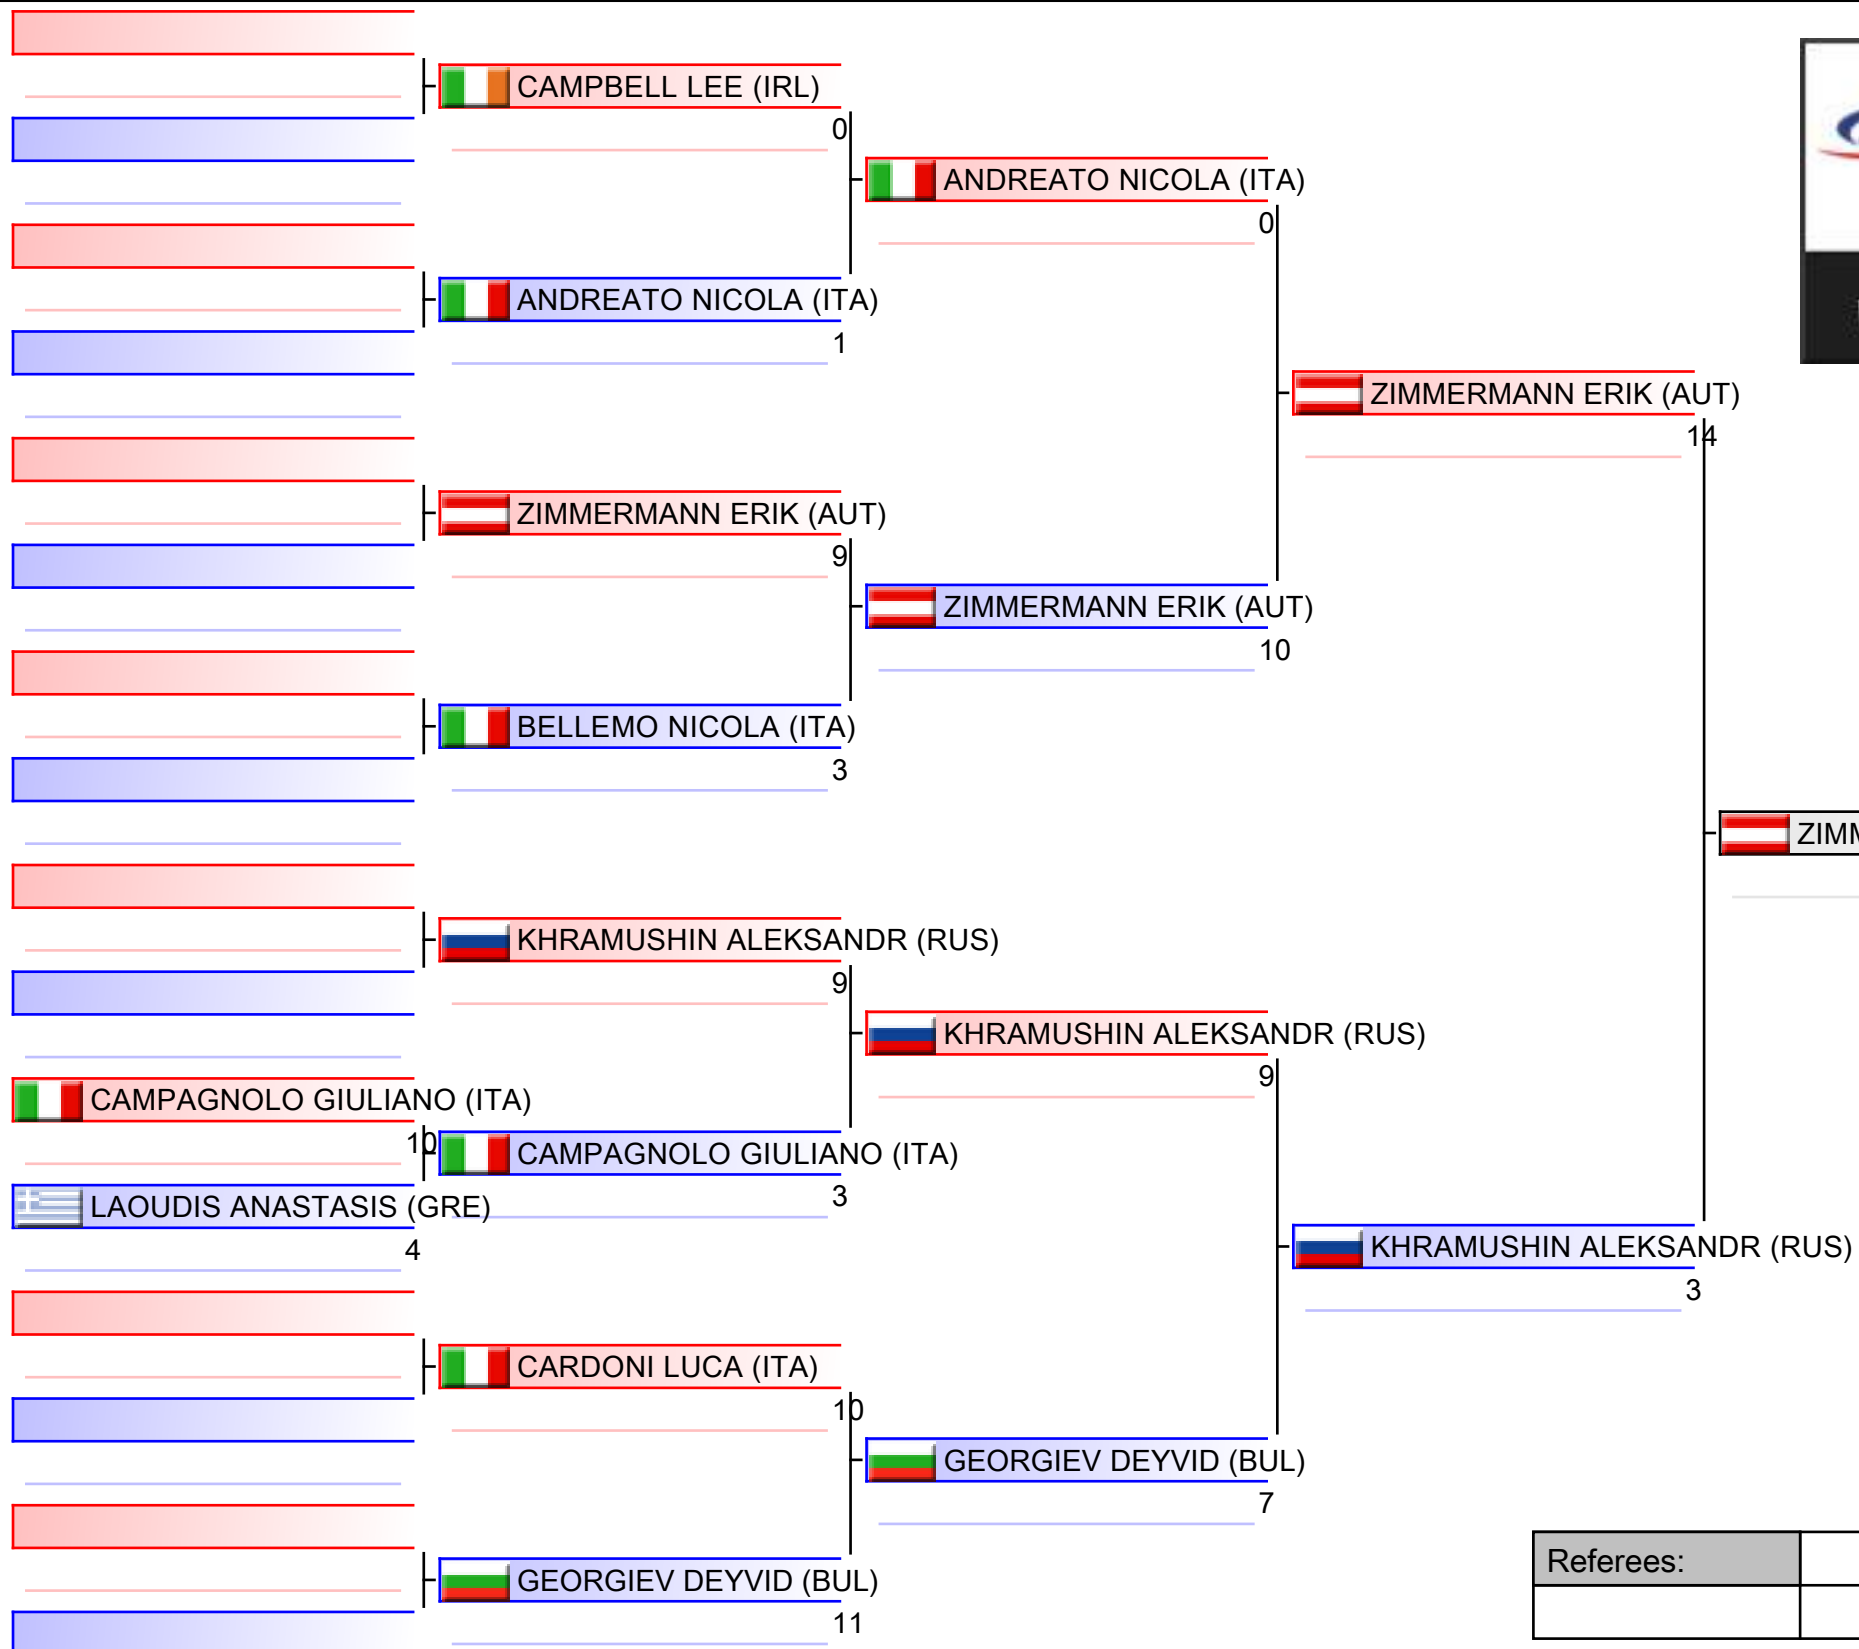 CAMPBELL LEE (IRL)
0
ANDREATO NICOLA (ITA)
0
ANDREATO NICOLA (ITA)
1
ZIMMERMANN ERIK (AUT)
14
ZIMMERMANN ERIK (AUT)
9
ZIMMERMANN ERIK (AUT)
10
BELLEMO NICOLA (ITA)
3
KHRAMUSHIN ALEKSANDR (RUS)
9
KHRAMUSHIN ALEKSANDR (RUS)
9
CAMPAGNOLO GIULIANO (ITA)
10
CAMPAGNOLO GIULIANO (ITA)
3
LAOUDIS ANASTASIS (GRE)
4
KHRAMUSHIN ALEKSANDR (RUS)
3
CARDONI LUCA (ITA)
10
GEORGIEV DEYVID (BUL)
7
GEORGIEV DEYVID (BUL)
11
Referees: